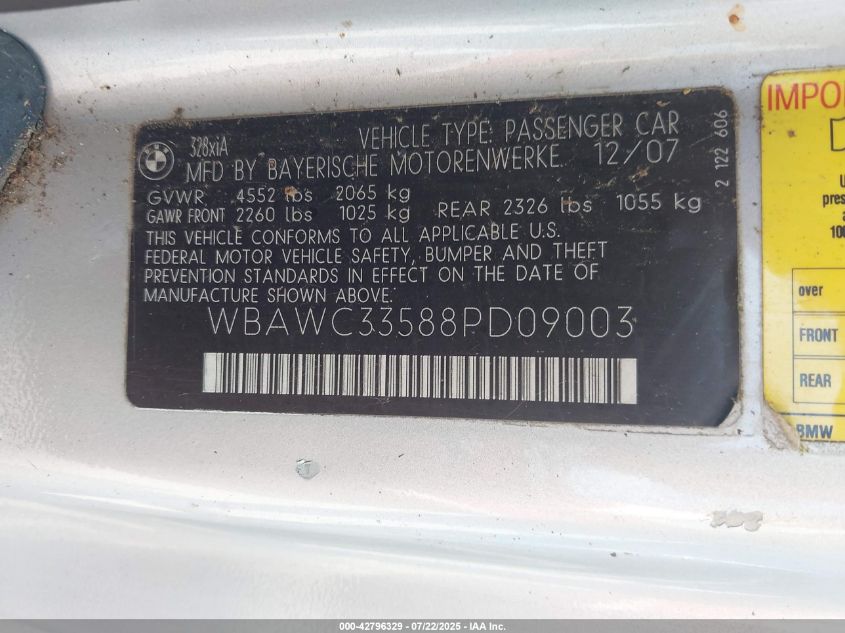 BMW
328xiA
VEHICLE TYPE: PASSENGER CAR
MFD BY BAYERISCHE MOTORENWERKE. 12/07
GVWR 4552 lbs 2065 kg
GAWR FRONT 2260 lbs 1025 kg REAR 2326 lbs 1055 kg
THIS VEHICLE CONFORMS TO ALL APPLICABLE U.S.
FEDERAL MOTOR VEHICLE SAFETY, BUMPER AND THEFT
PREVENTION STANDARDS IN EFFECT ON THE DATE OF
MANUFACTURE SHOWN ABOVE.
WBAWC33588PD09003
2 122 606
IMPO
U
pres
a
100
over
FRONT
REAR
BMW
000-42796329 - 07/22/2025 - IAA Inc.